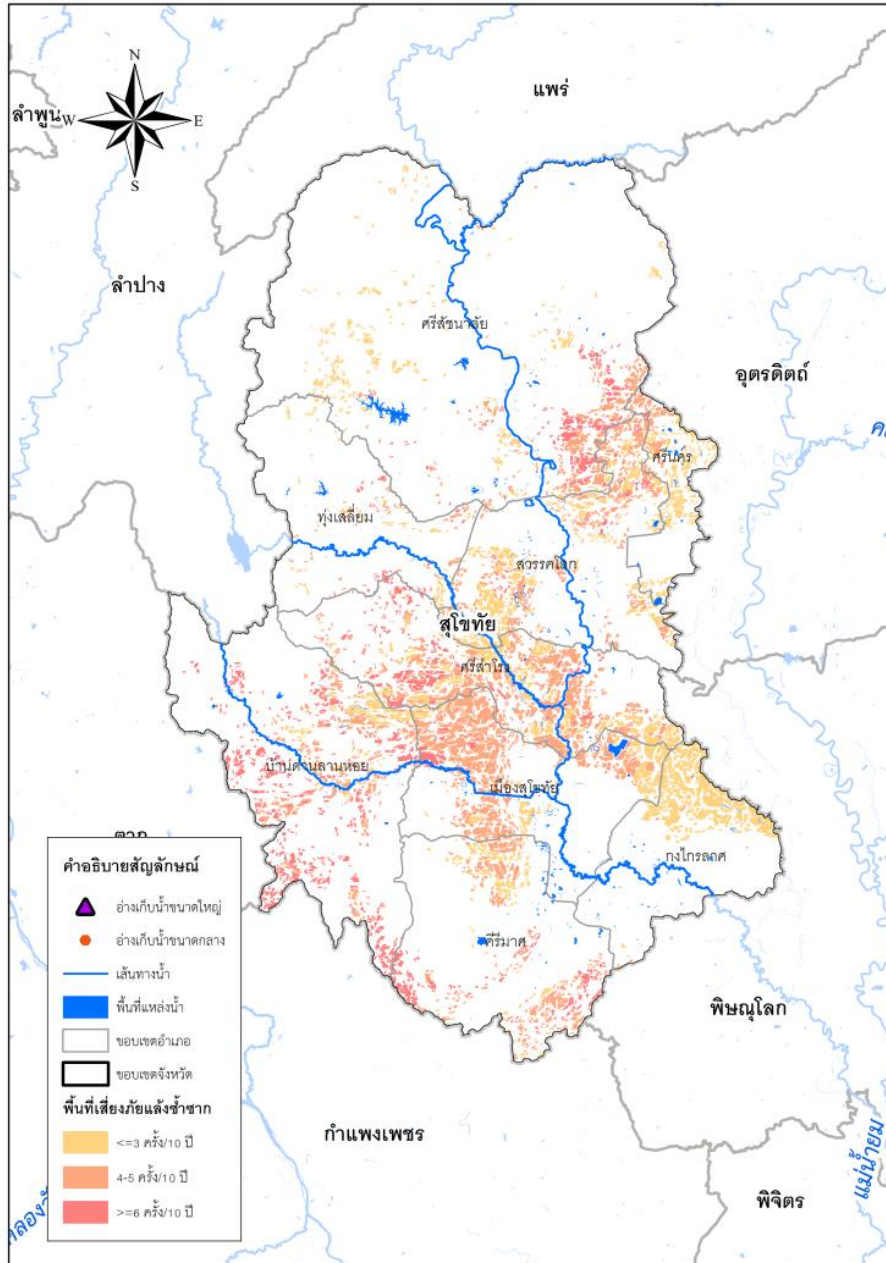 แพร่
N
ลำพูน
W
E
S
ลำปาง
ศรีสัชนาลัย
อุตรดิตถ์
ศรีนคร
ทุ่งเสลี่ยม
สวรรคโลก
สุโขทัย
ศรีสำโรง
บ้านด่านลานหอย
เมืองสุโขทัย
กงไกรลาศ
คีรีมาศ
พิษณุโลก
กำแพงเพชร
พิจิตร
แม่น้ำยม
คำอธิบายสัญลักษณ์
อ่างเก็บน้ำขนาดใหญ่
อ่างเก็บน้ำขนาดกลาง
เส้นทางน้ำ
พื้นที่แหล่งน้ำ
ขอบเขตอำเภอ
ขอบเขตจังหวัด
พื้นที่เสี่ยงภัยแล้งซ้ำซาก
<=3 ครั้ง/10 ปี
4-5 ครั้ง/10 ปี
>=6 ครั้ง/10 ปี